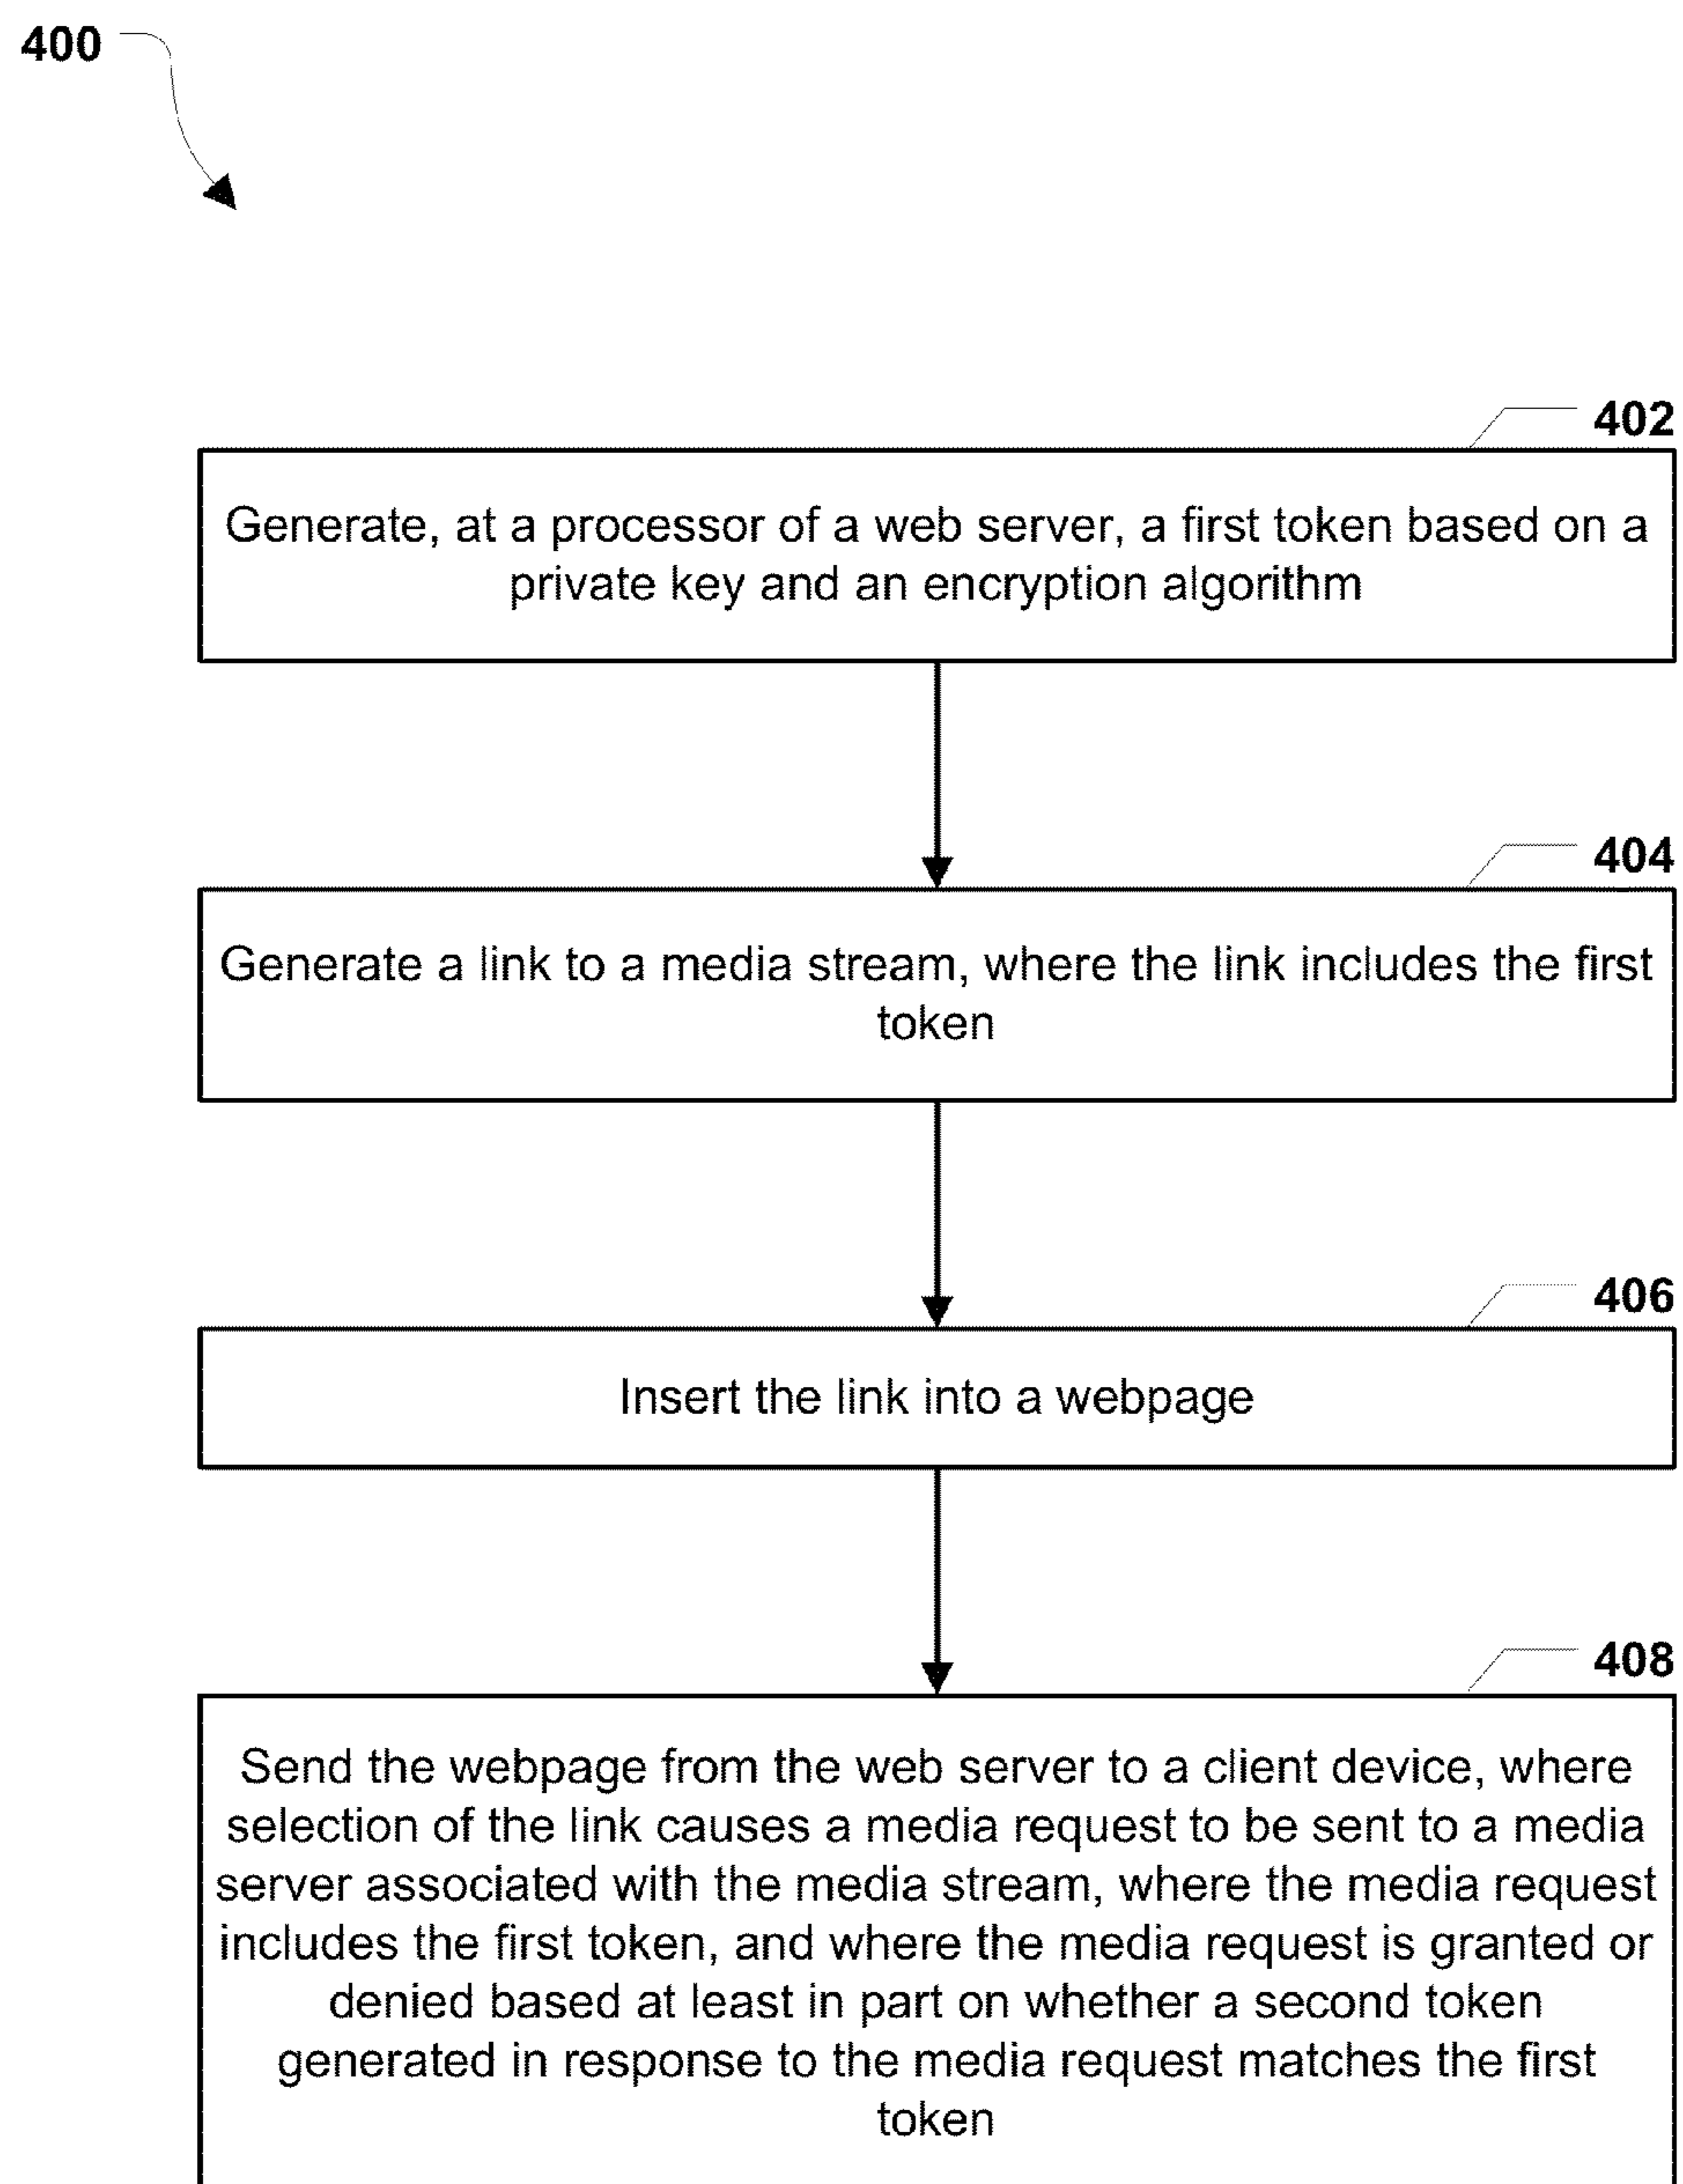 400
402
Generate, at a processor of a web server, a first token based on a
private key and an encryption algorithm
404
Generate a link to a media stream, where the link includes the first
token
406
Insert the link into a webpage
408
Send the webpage from the web server to a client device, where
selection of the link causes a media request to be sent to a media
server associated with the media stream, where the media request
includes the first token, and where the media request is granted or
denied based at least in part on whether a second token
generated in response to the media request matches the first
token